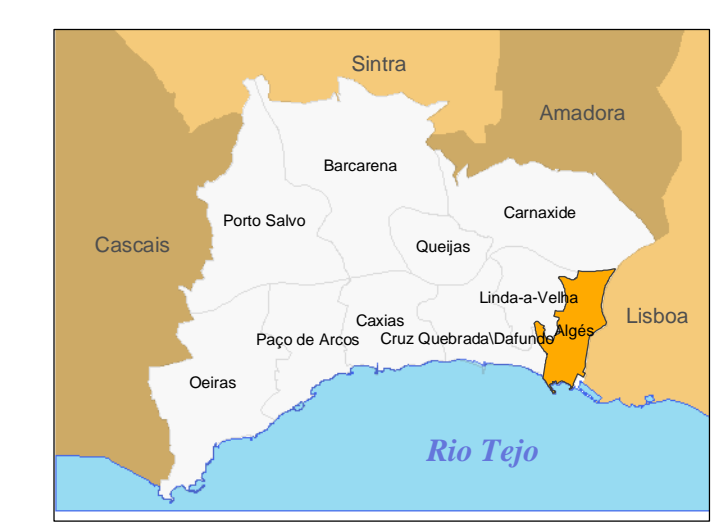 Sintra
Amadora
Barcarena
Carnaxide
Porto Salvo
Cascais
Queijas
Linda-a-Velha
Lisboa
Caxias
Algés
Paço de Arcos
Cruz Quebrada\Dafundo
Oeiras
Rio Tejo